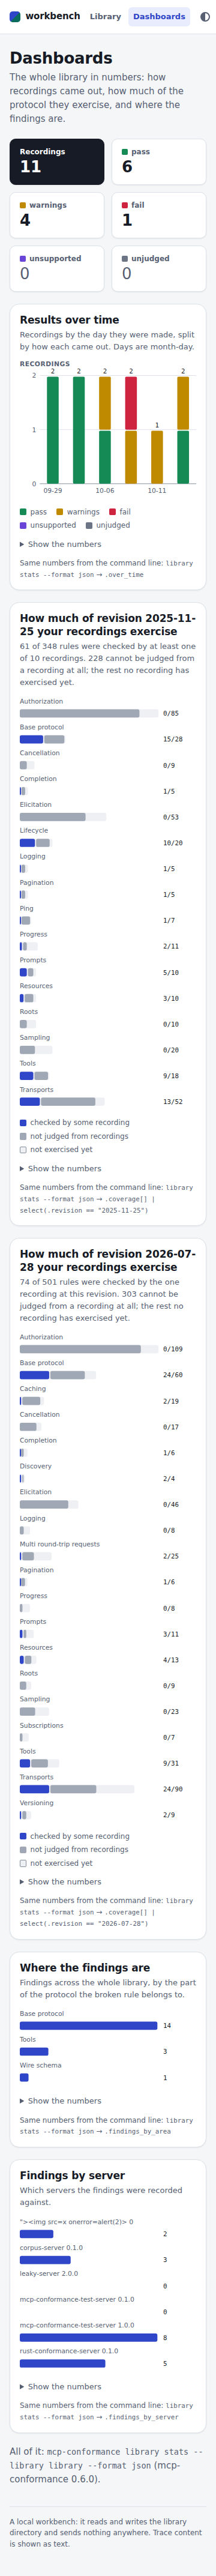 workbench Library Dashboards
Dashboards
The whole library in numbers: how
recordings came out, how much of the
protocol they exercise, and where the
findings are.
Recordings
11
pass
6
warnings
4
fail
1
unsupported
0
unjudged
0
Results over time
Recordings by the day they were made, split
by how each came out. Days are month-day.
RECORDINGS
2 2 2 2 2 1 2
1
0
09-29 10-06 10-11
pass warnings fail
unsupported unjudged
▶ Show the numbers
Same numbers from the command line: library
stats --format json → .over_time
How much of revision 2025-11-
25 your recordings exercise
61 of 348 rules were checked by at least one
of 10 recordings. 228 cannot be judged from
a recording at all; the rest no recording has
exercised yet.
Authorization
0/85
Base protocol
15/28
Cancellation
0/9
Completion
1/5
Elicitation
0/53
Lifecycle
10/20
Logging
1/5
Pagination
1/5
Ping
1/7
Progress
2/11
Prompts
5/10
Resources
3/10
Roots
0/10
Sampling
0/20
Tools
9/18
Transports
13/52
checked by some recording
not judged from recordings
not exercised yet
▶ Show the numbers
Same numbers from the command line: library
stats --format json → .coverage[] |
select(.revision == "2025-11-25")
How much of revision 2026-07-
28 your recordings exercise
74 of 501 rules were checked by the one
recording at this revision. 303 cannot be
judged from a recording at all; the rest no
recording has exercised yet.
Authorization
0/109
Base protocol
24/60
Caching
2/19
Cancellation
0/17
Completion
1/6
Discovery
2/4
Elicitation
0/46
Logging
0/8
Multi round-trip requests
2/25
Pagination
1/6
Progress
0/8
Prompts
3/11
Resources
4/13
Roots
0/9
Sampling
0/23
Subscriptions
0/7
Tools
9/31
Transports
24/90
Versioning
2/9
checked by some recording
not judged from recordings
not exercised yet
▶ Show the numbers
Same numbers from the command line: library
stats --format json → .coverage[] |
select(.revision == "2026-07-28")
Where the findings are
Findings across the whole library, by the part
of the protocol the broken rule belongs to.
Base protocol
14
Tools
3
Wire schema
1
▶ Show the numbers
Same numbers from the command line: library
stats --format json → .findings_by_area
Findings by server
Which servers the findings were recorded
against.
"><img src=x onerror=alert(2)> 0
2
corpus-server 0.1.0
3
leaky-server 2.0.0
0
mcp-conformance-test-server 0.1.0
0
mcp-conformance-test-server 1.0.0
8
rust-conformance-server 0.1.0
5
▶ Show the numbers
Same numbers from the command line: library
stats --format json → .findings_by_server
All of it: mcp-conformance library stats --
library library --format json (mcp-
conformance 0.6.0).
A local workbench: it reads and writes the library
directory and sends nothing anywhere. Trace content
is shown as text.